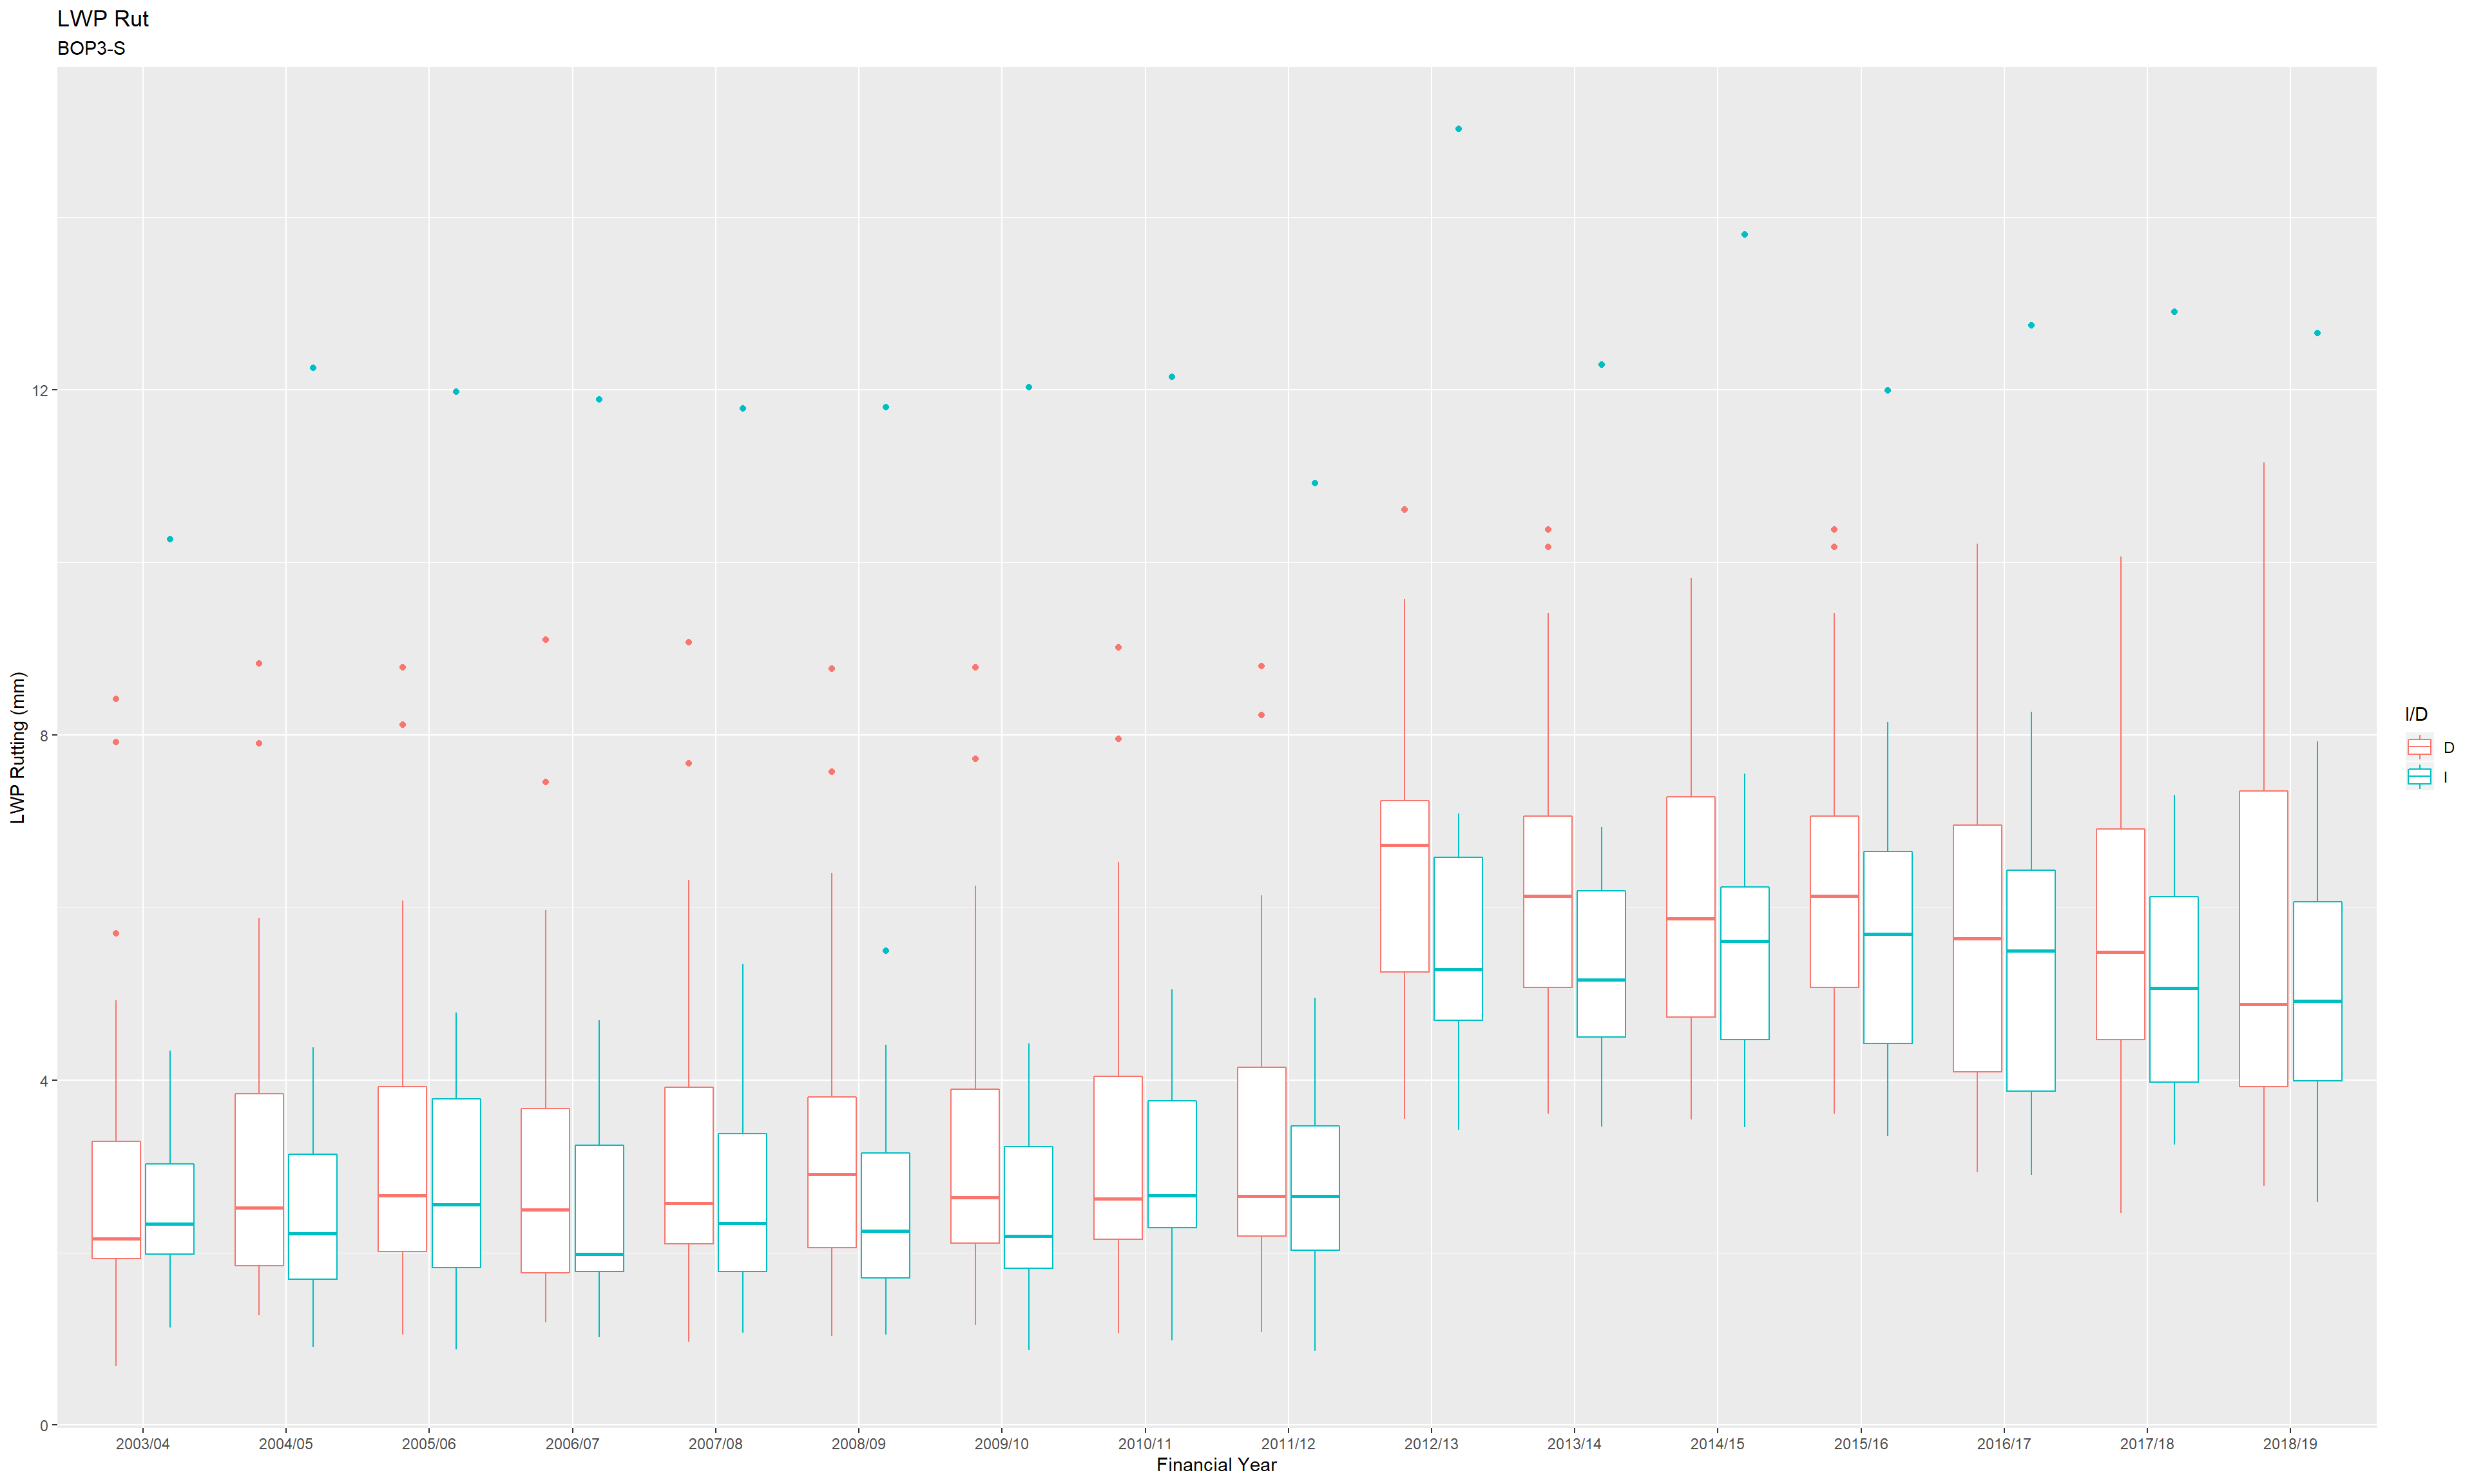 LWP Rut
BOP3-S
LWP Rutting (mm)
12
8
4
0
2003/04 2004/05 2005/06 2006/07 2007/08 2008/09 2009/10 2010/11 2011/12 2012/13 2013/14 2014/15 2015/16 2016/17 2017/18 2018/19
Financial Year
I/D
D
I